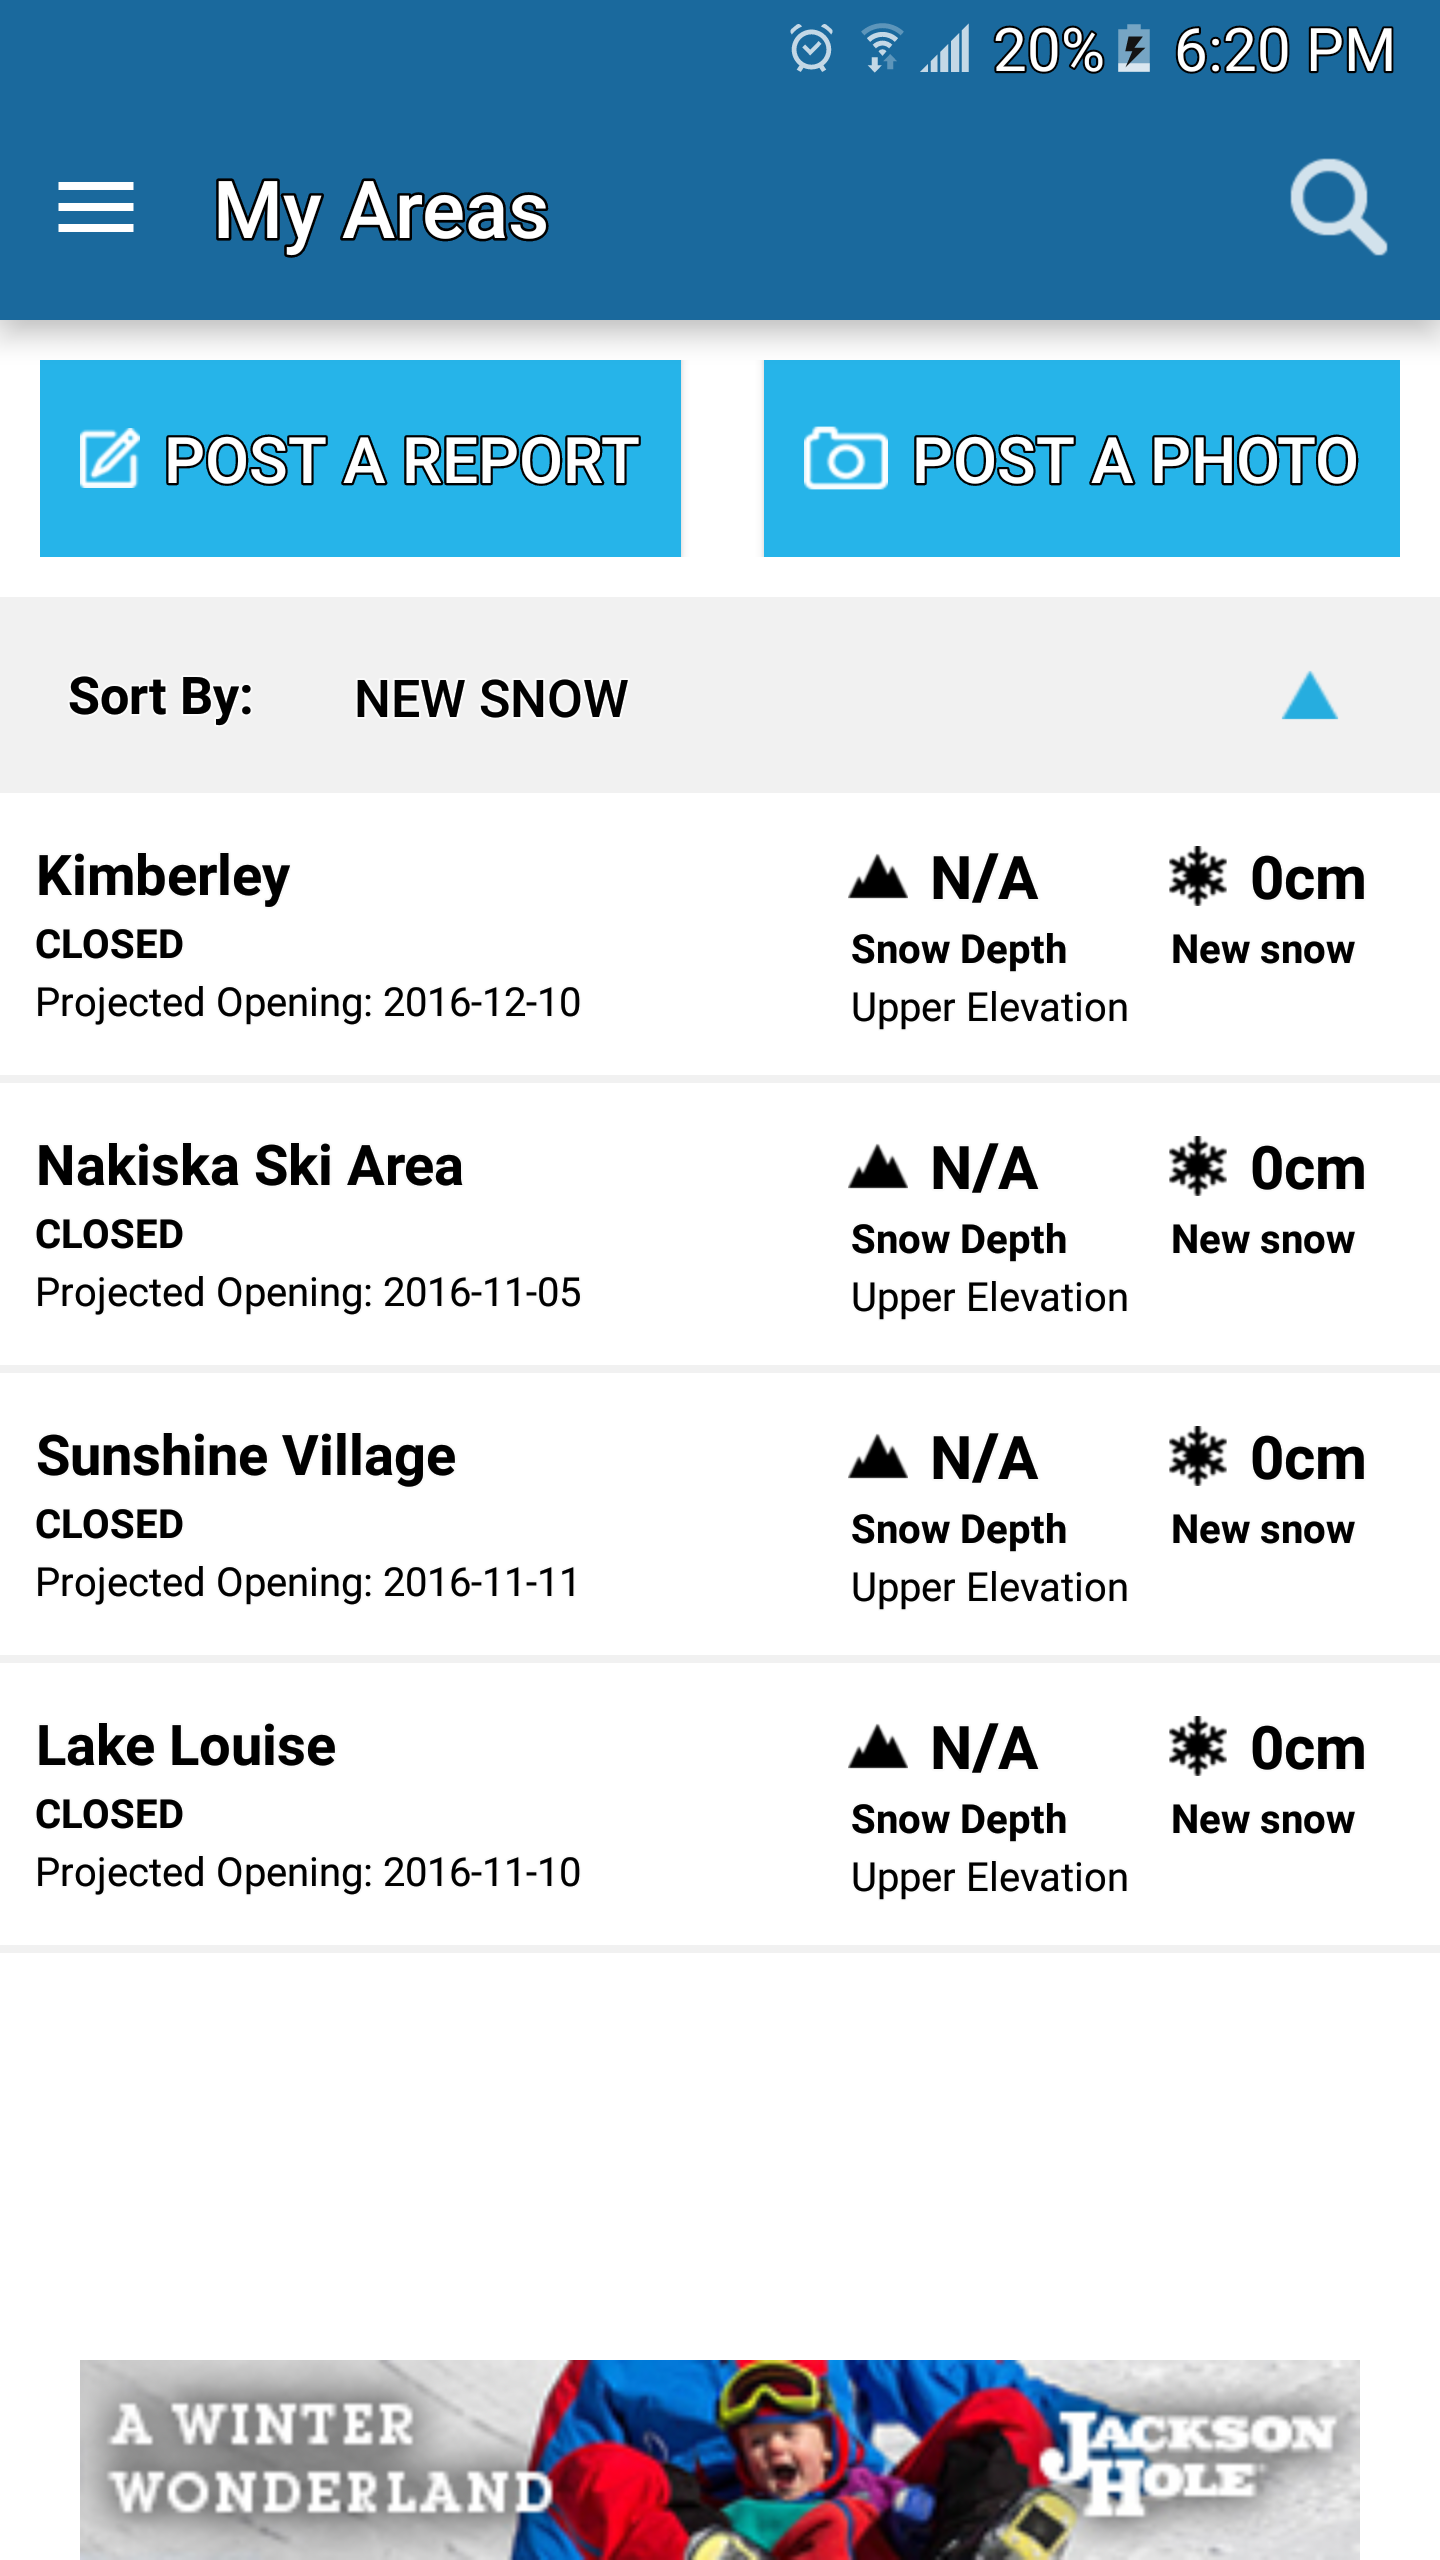 20% 6:20 PM
My Areas
POST A REPORT
POST A PHOTO
Sort By: NEW SNOW
Kimberley
CLOSED
Projected Opening: 2016-12-10
N/A
Snow Depth
Upper Elevation
0cm
New snow
Nakiska Ski Area
CLOSED
Projected Opening: 2016-11-05
N/A
Snow Depth
Upper Elevation
0cm
New snow
Sunshine Village
CLOSED
Projected Opening: 2016-11-11
N/A
Snow Depth
Upper Elevation
0cm
New snow
Lake Louise
CLOSED
Projected Opening: 2016-11-10
N/A
Snow Depth
Upper Elevation
0cm
New snow
A WINTER
WONDERLAND
JACKSON
HOLE